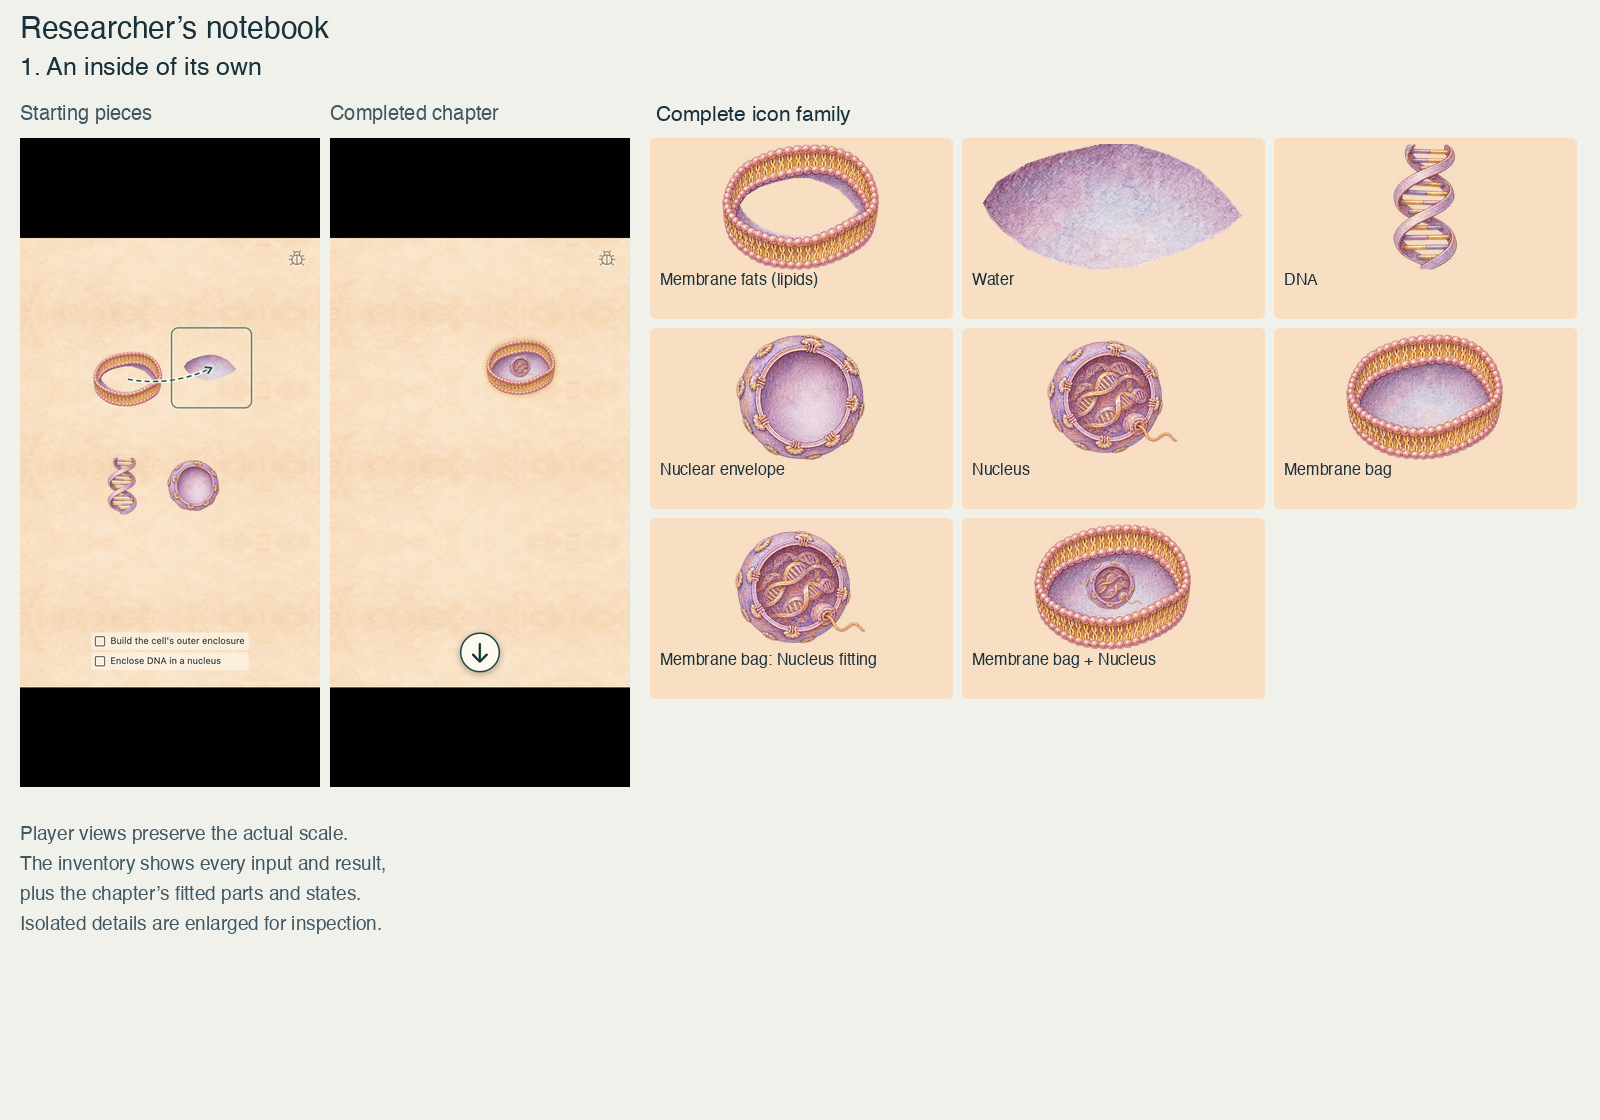 Researcher’s notebook
1. An inside of its own
Starting pieces
Completed chapter
Complete icon family
Build the cell's outer enclosure
Enclose DNA in a nucleus
Membrane fats (lipids)
Water
DNA
Nuclear envelope
Nucleus
Membrane bag
Membrane bag: Nucleus fitting
Membrane bag + Nucleus
Player views preserve the actual scale.
The inventory shows every input and result,
plus the chapter’s fitted parts and states.
Isolated details are enlarged for inspection.